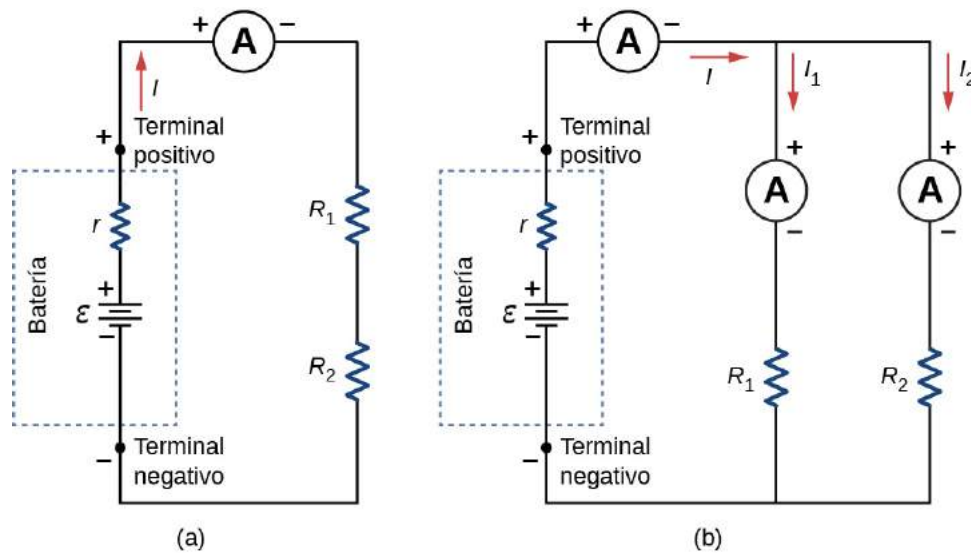 + A −
I
+ Terminal
positivo
r
Batería
+
ε
−
R1
R2
− Terminal
negativo
(a)
+ A −
I
I1
I2
+ Terminal
positivo
r
Batería
+
ε
−
+
A
−
+
A
−
R1
R2
− Terminal
negativo
(b)